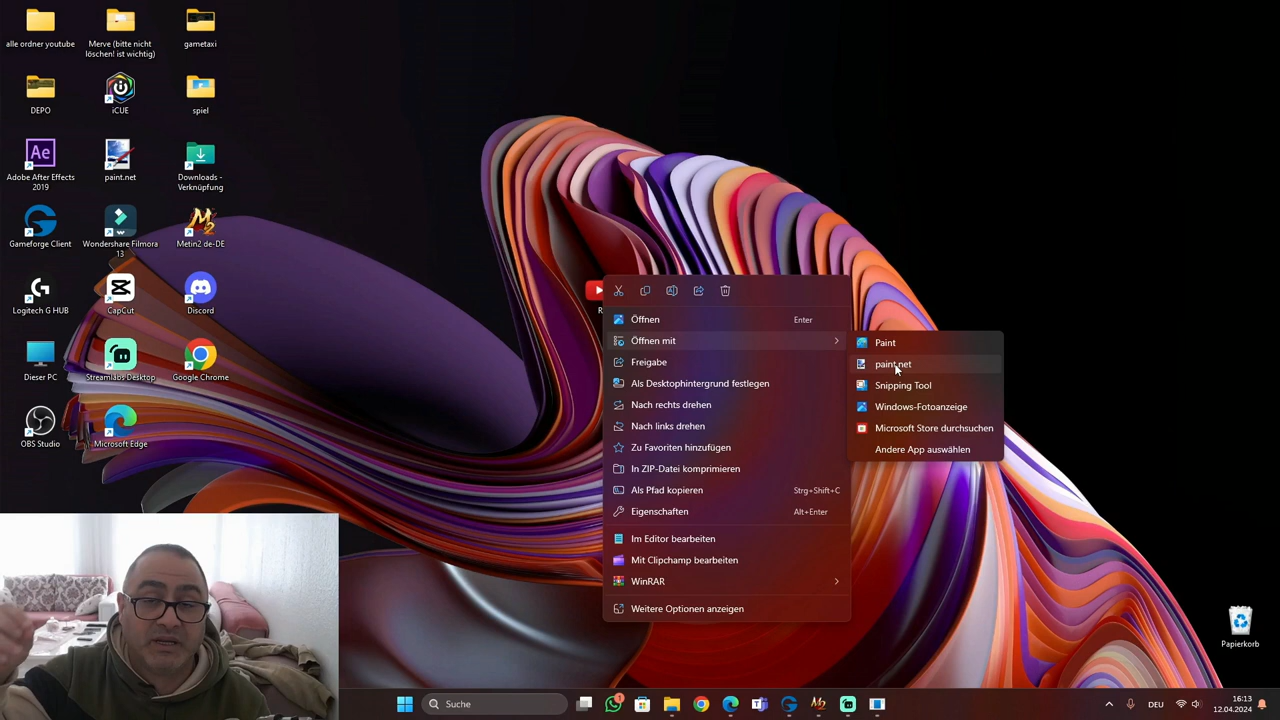 alle ordner youtube
Merve (bitte nicht
löschen! ist wichtig)
gametaxi
DEPO
iCUE
spiel
Ae
Adobe After Effects
2019
paint.net
Downloads -
Verknüpfung
Gameforge Client
Wondershare Filmora
13
Metin2 de-DE
Logitech G HUB
CapCut
Discord
Dieser PC
Streamlabs Desktop
Google Chrome
OBS Studio
Microsoft Edge
Öffnen
Enter
Öffnen mit
Freigabe
Als Desktophintergrund festlegen
Nach rechts drehen
Nach links drehen
Zu Favoriten hinzufügen
In ZIP-Datei komprimieren
Als Pfad kopieren
Strg+Shift+C
Eigenschaften
Alt+Enter
Im Editor bearbeiten
Mit Clipchamp bearbeiten
WinRAR
Weitere Optionen anzeigen
Paint
paint.net
Snipping Tool
Windows-Fotoanzeige
Microsoft Store durchsuchen
Andere App auswählen
Papierkorb
Suche
1
DEU
16:13
12.04.2024